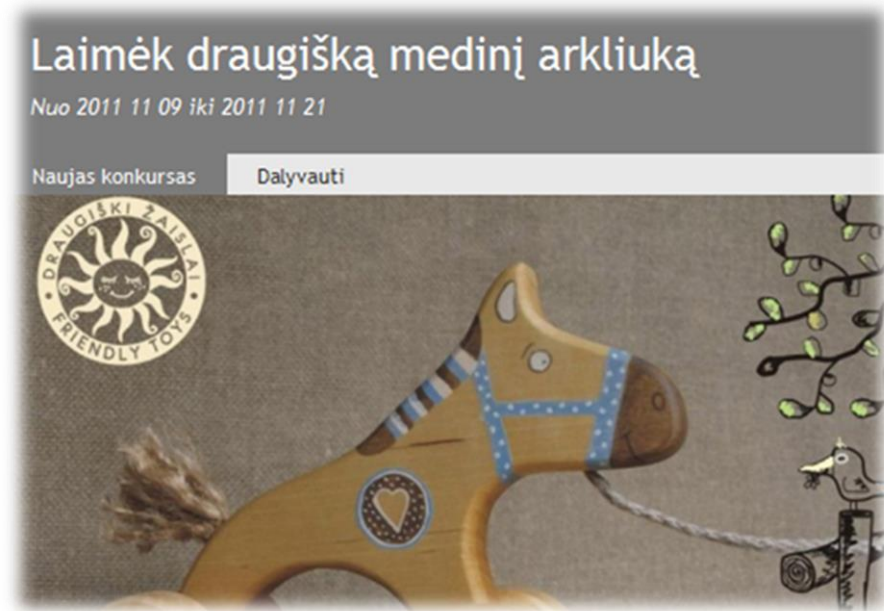 Laimėk draugišką medinį arkliuką
Nuo 2011 11 09 iki 2011 11 21
Naujas konkursas
Dalyvauti
• DRAUGIŠKI ŽAISLAI •
FRIENDLY TOYS